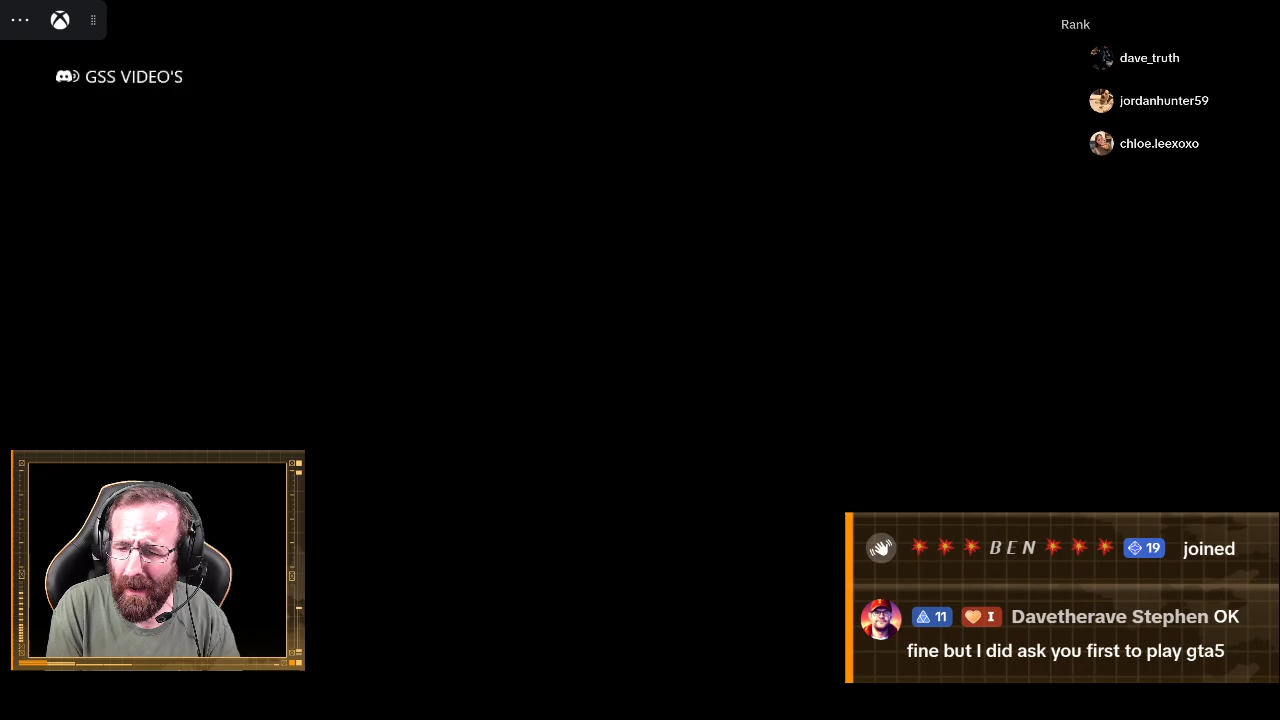 Rank
dave_truth
GSS VIDEO'S
jordanhunter59
chloe.leexoxo
BEN 19 joined
11 I Davetherave Stephen OK
fine but I did ask you first to play gta5